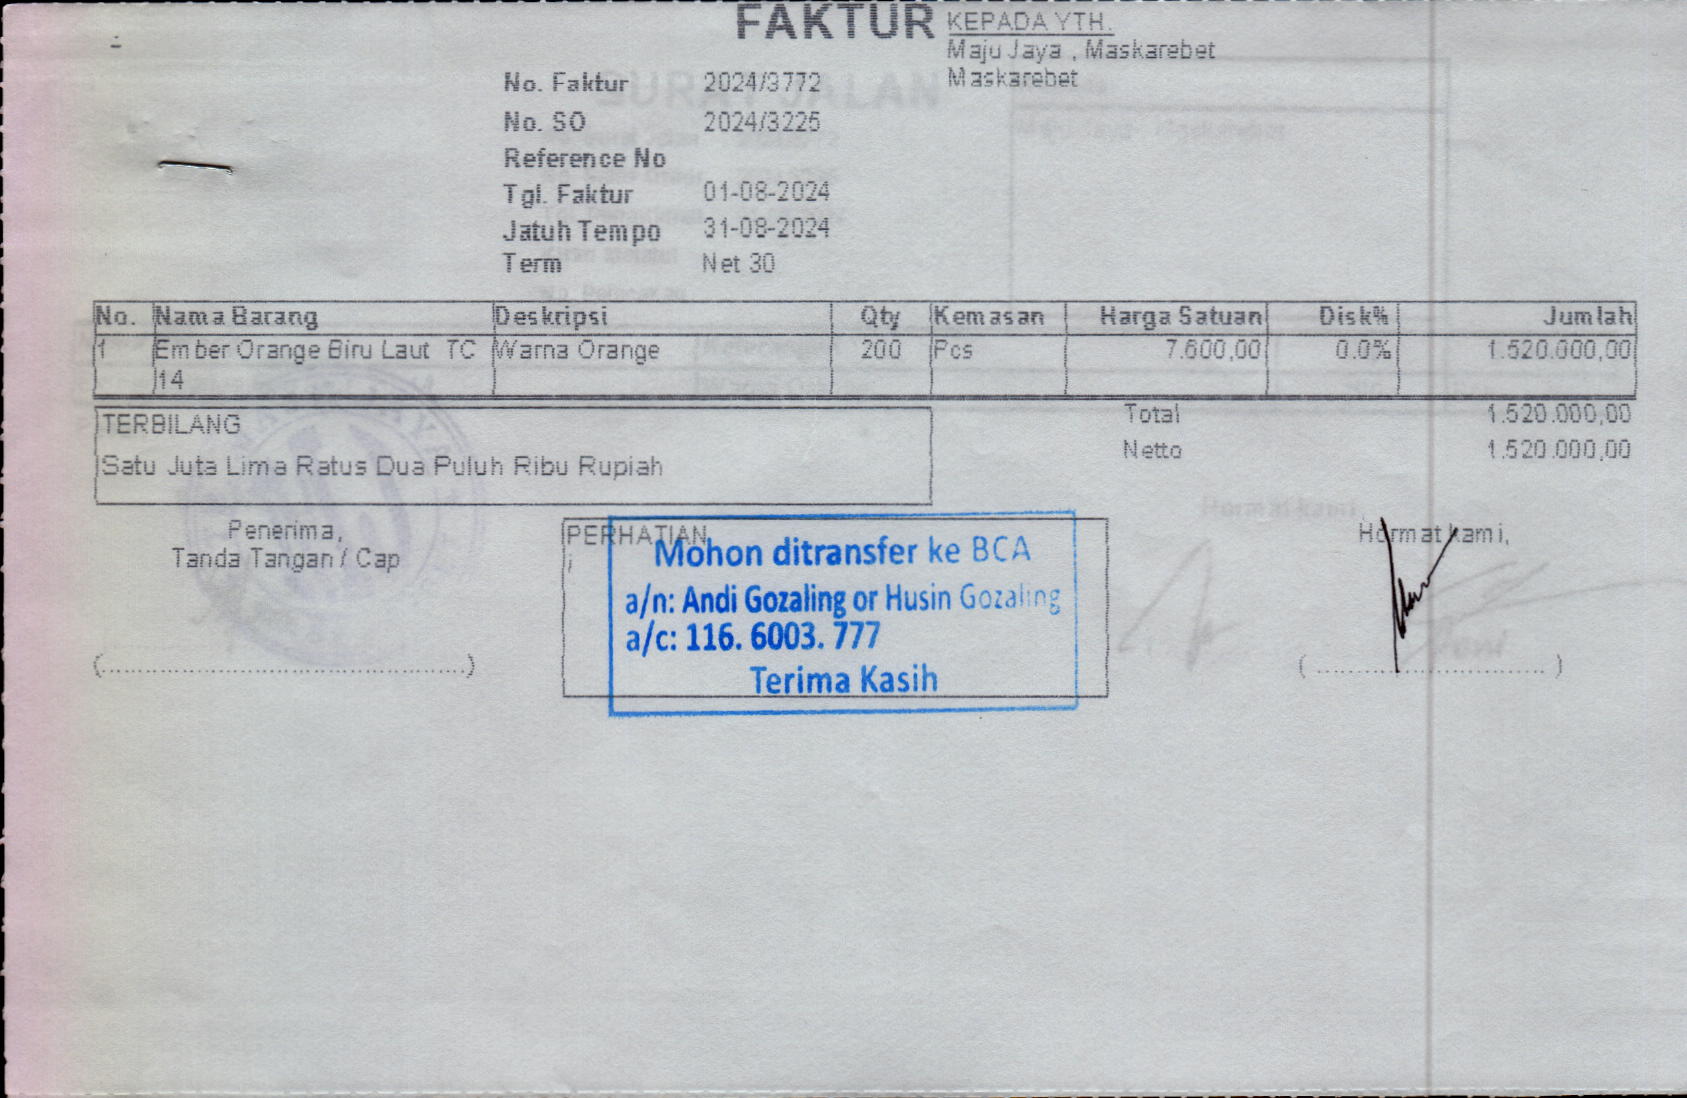 FAKTUR
KEPADA YTH.
Maju Jaya , Maskarebet
Maskarebet
No. Faktur 2024/3772
No. SO 2024/3225
Reference No
Tgl. Faktur 01-08-2024
Jatuh Tempo 31-08-2024
Term Net 30
No. Nama Barang Deskripsi Qty Kemasan Harga Satuan Disk% Jumlah
1 Ember Orange Biru Laut TC Warna Orange 200 Pcs 7.600,00 0.0% 1.520.000,00
14
TERBILANG
Satu Juta Lima Ratus Dua Puluh Ribu Rupiah
Total 1.520.000,00
Netto 1.520.000,00
Penerima,
Tanda Tangan / Cap
(....................................................)
PERHATIAN
Mohon ditransfer ke BCA
a/n: Andi Gozaling or Husin Gozaling
a/c: 116. 6003. 777
Terima Kasih
Hormat kami,
(.................................)
SURAT JALAN
Hormat kami,